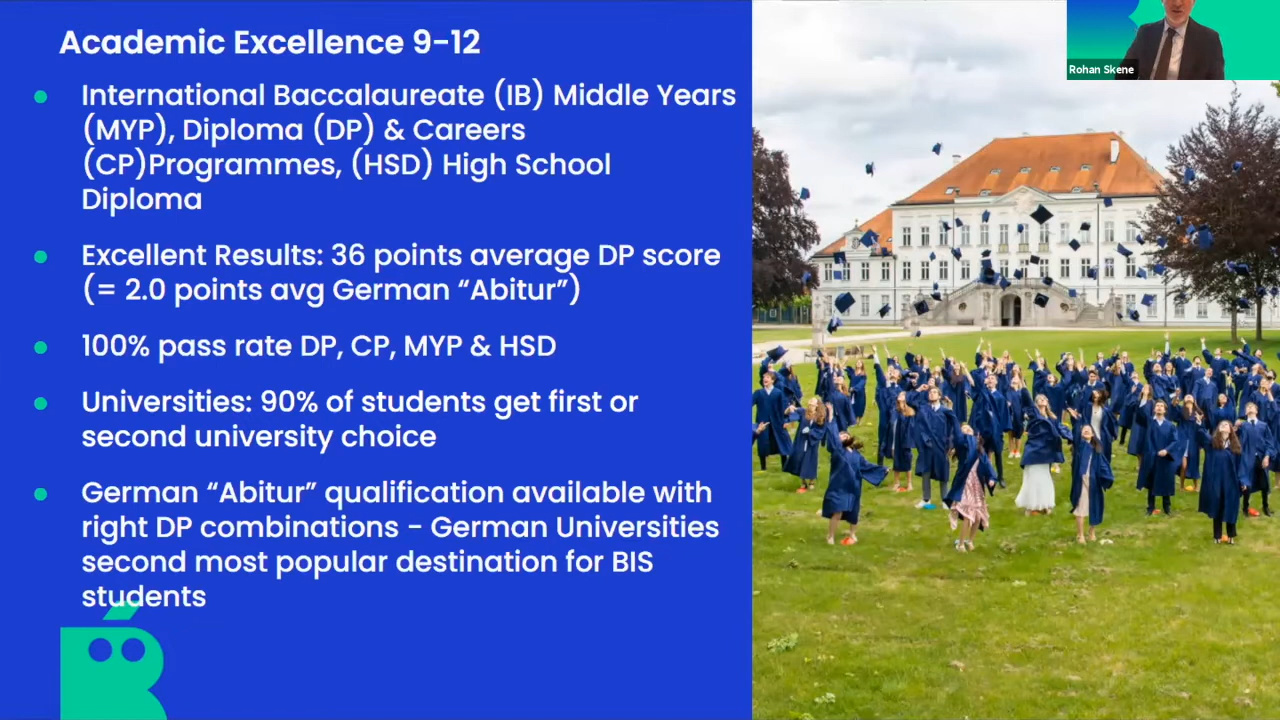 Academic Excellence 9-12
International Baccalaureate (IB) Middle Years
(MYP), Diploma (DP) & Careers
(CP)Programmes, (HSD) High School
Diploma
Excellent Results: 36 points average DP score
(= 2.0 points avg German “Abitur”)
100% pass rate DP, CP, MYP & HSD
Universities: 90% of students get first or
second university choice
German “Abitur” qualification available with
right DP combinations - German Universities
second most popular destination for BIS
students
Rohan Skene